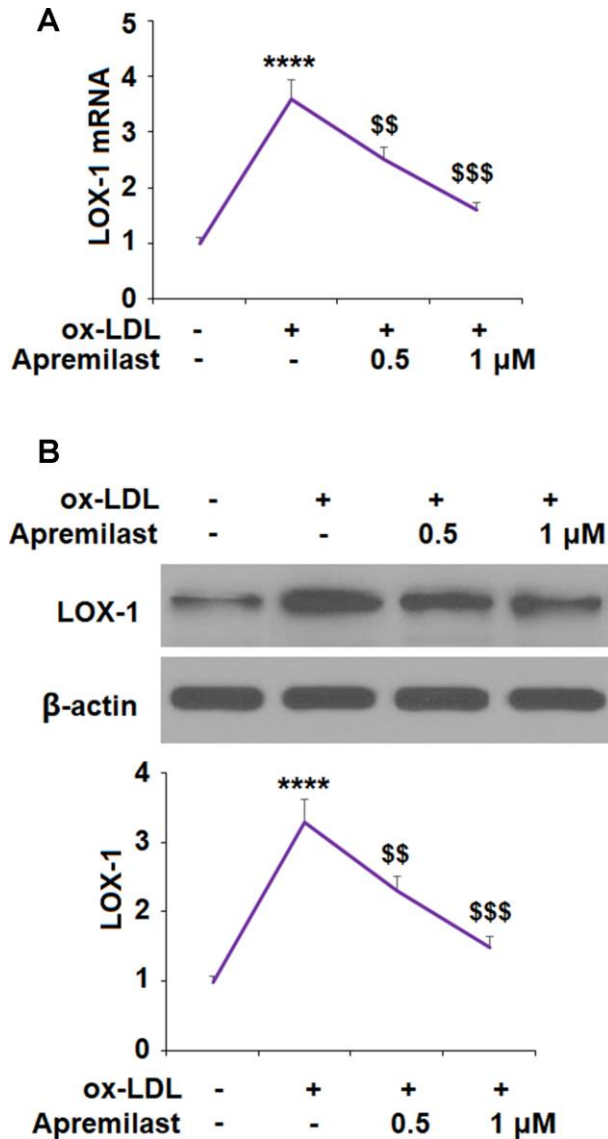 A
5
4
3
2
1
0
LOX-1 mRNA
****
$$
$$$
ox-LDL - + + +
Apremilast - - 0.5 1 µM
B
ox-LDL - + + +
Apremilast - - 0.5 1 µM
LOX-1
β-actin
4
3
2
1
0
LOX-1
****
$$
$$$
ox-LDL - + + +
Apremilast - - 0.5 1 µM